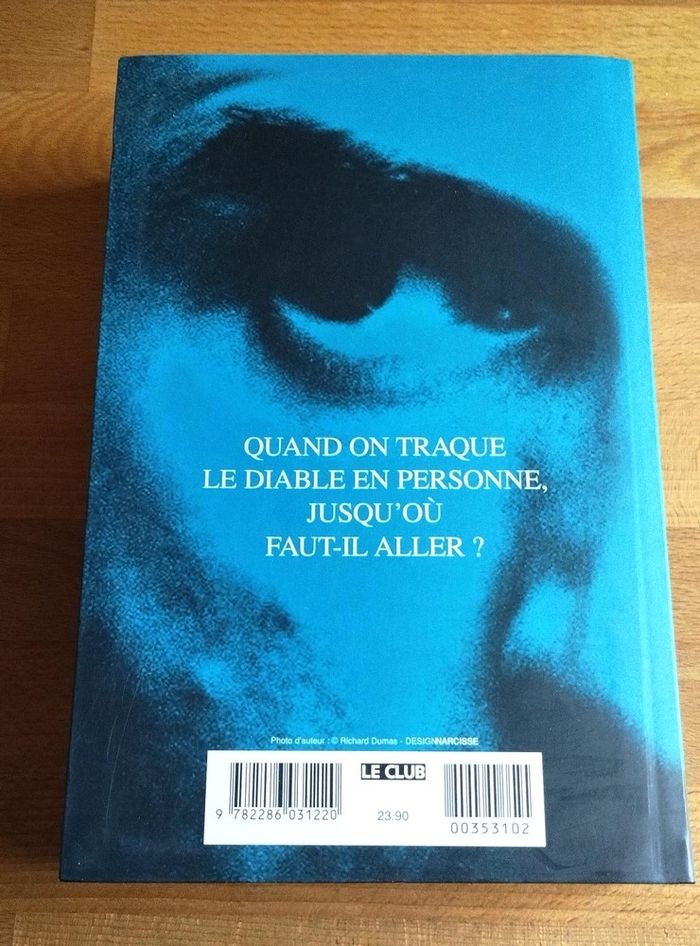 QUAND ON TRAQUE
LE DIABLE EN PERSONNE,
JUSQU'OÙ
FAUT-IL ALLER ?
Photo d'auteur : © Richard Dumas - DESIGNNARCISSE
LE CLUB
9 782286 031220
23.90
00353102